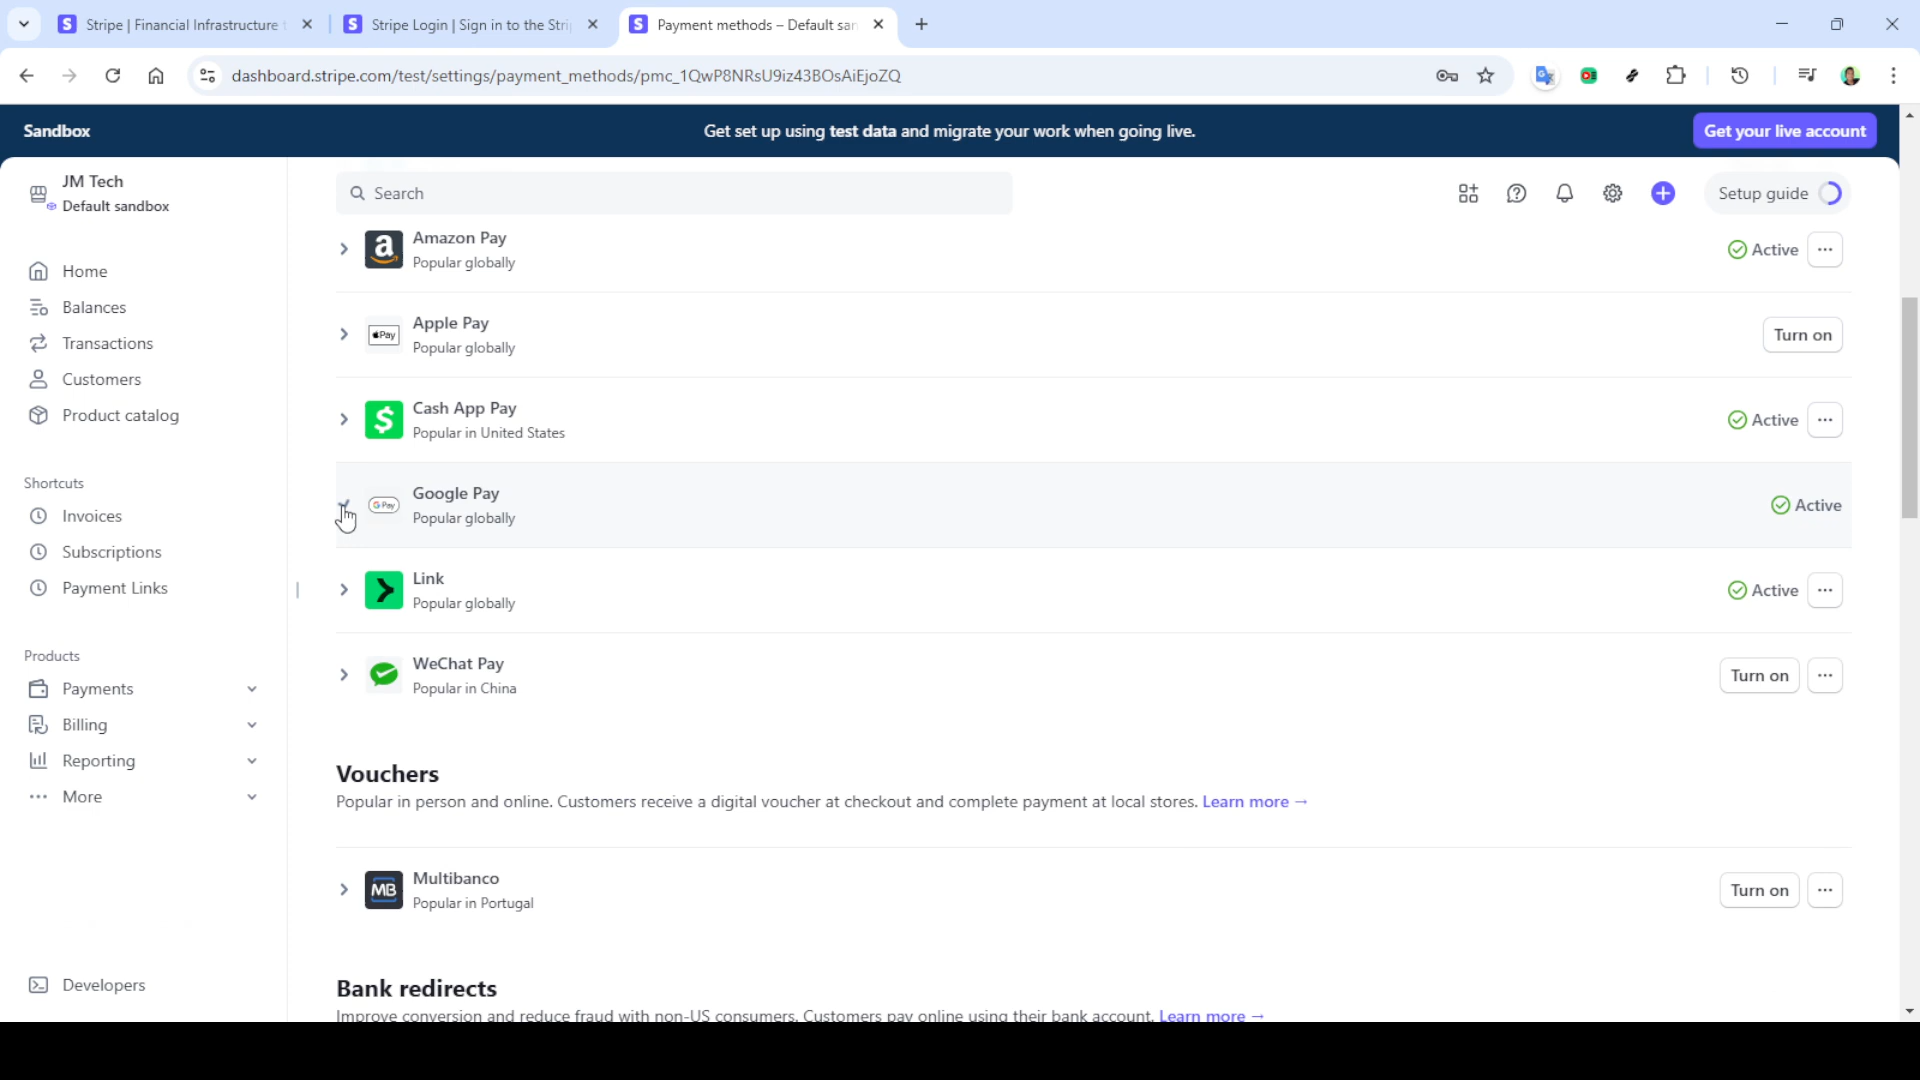 Stripe | Financial Infrastructure
Stripe Login | Sign in to the Stri
Payment methods – Default san
dashboard.stripe.com/test/settings/payment_methods/pmc_1QwP8NRsU9iz43BOsAiEjoZQ
Sandbox
Get set up using test data and migrate your work when going live.
Get your live account
JM Tech
Default sandbox
Search
Setup guide
Home
Balances
Transactions
Customers
Product catalog
Shortcuts
Invoices
Subscriptions
Payment Links
Products
Payments
Billing
Reporting
More
Developers
Amazon Pay
Popular globally
Active
Pay
Apple Pay
Popular globally
Turn on
Cash App Pay
Popular in United States
Active
G Pay
Google Pay
Popular globally
Active
Link
Popular globally
Active
WeChat Pay
Popular in China
Turn on
Vouchers
Popular in person and online. Customers receive a digital voucher at checkout and complete payment at local stores. Learn more →
MB
Multibanco
Popular in Portugal
Turn on
Bank redirects
Improve conversion and reduce fraud with non-US consumers. Customers pay online using their bank account. Learn more →